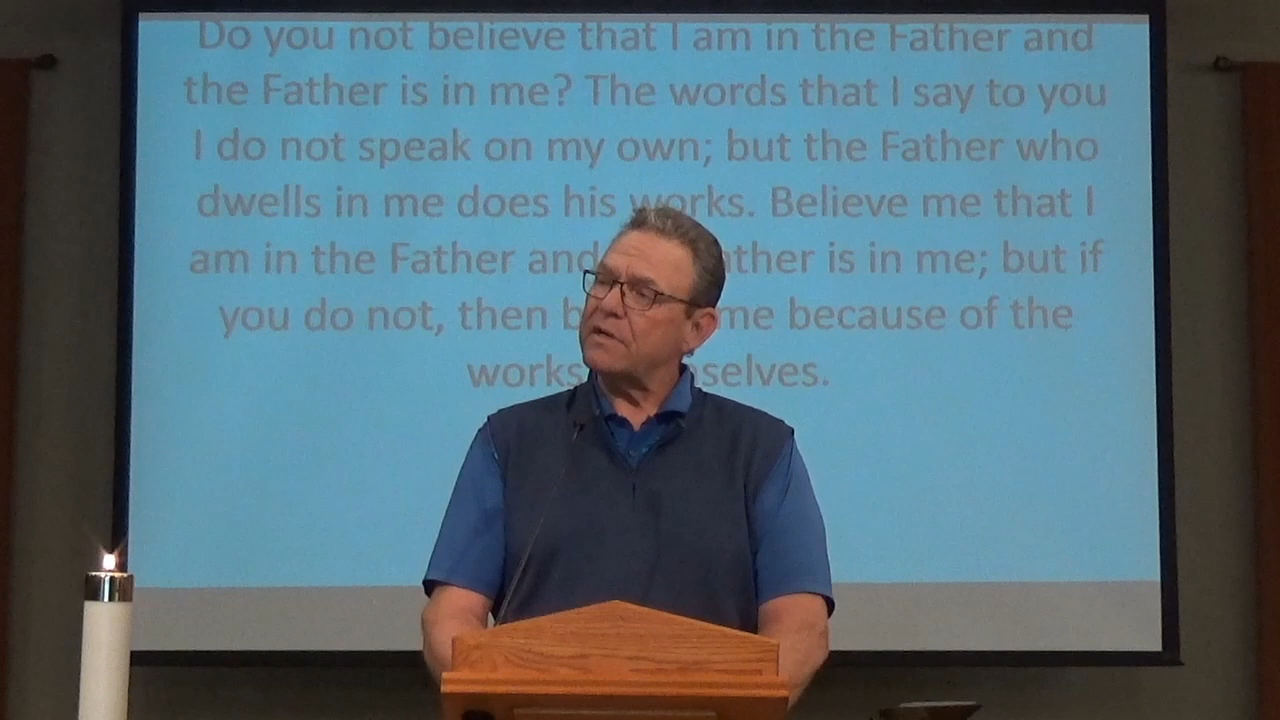 Do you not believe that I am in the Father and
the Father is in me? The words that I say to you
I do not speak on my own; but the Father who
dwells in me does his works. Believe me that I
am in the Father and ather is in me; but if
you do not, then b me because of the
works selves.